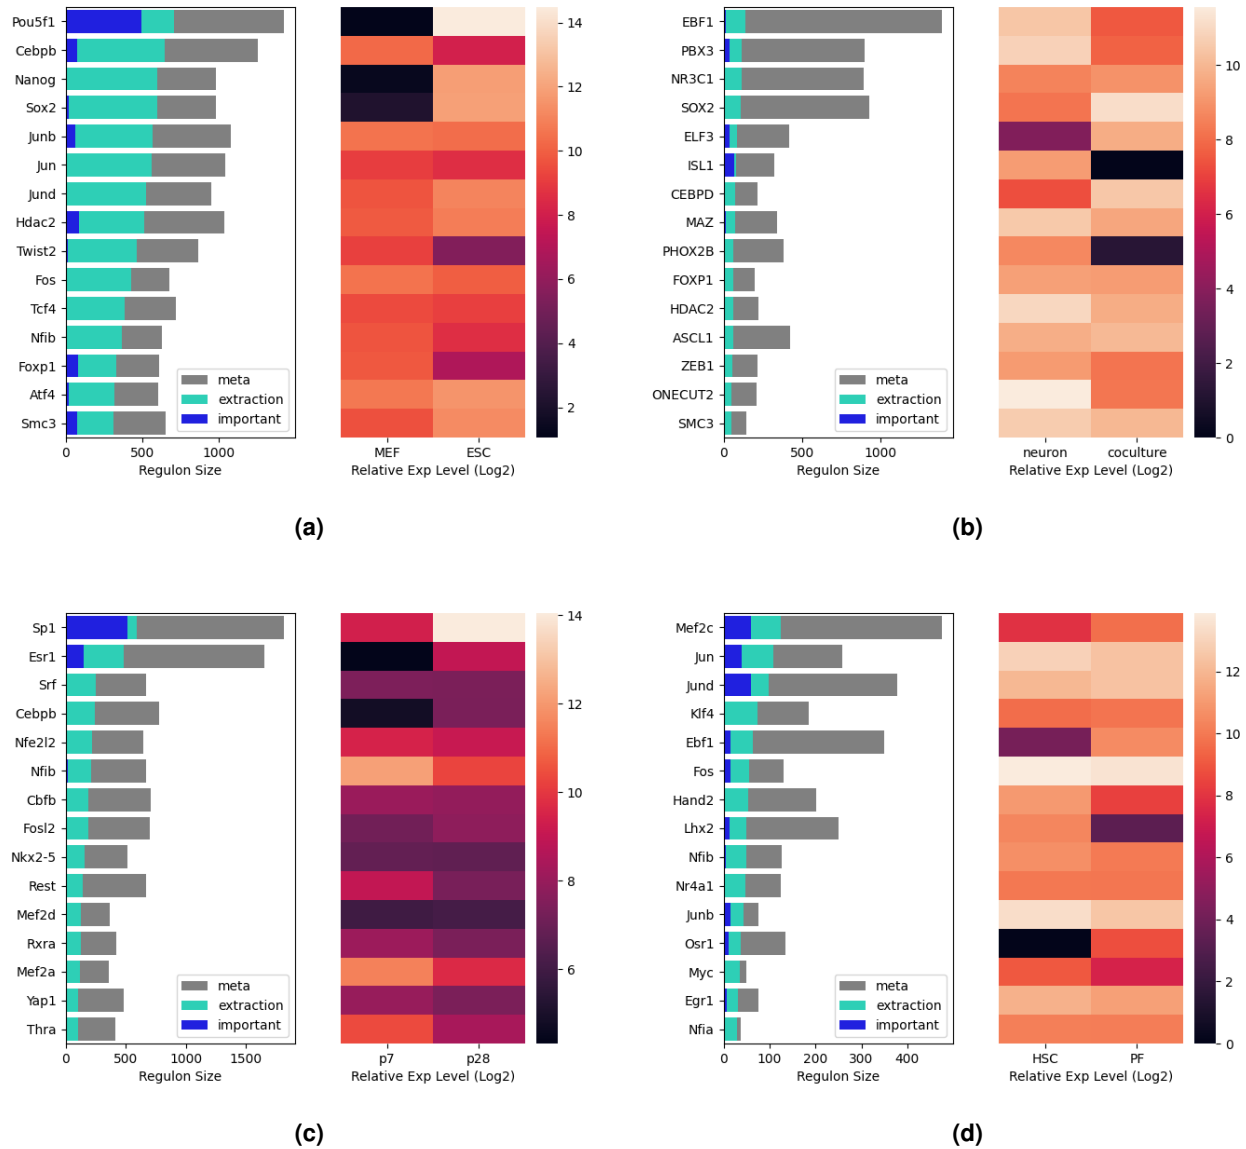 Pou5f1
Cebpb
Nanog
Sox2
Junb
Jun
Jund
Hdac2
Twist2
Fos
Tcf4
Nfib
Foxp1
Atf4
Smc3
meta
extraction
important
0 500 1000
Regulon Size
MEF ESC
Relative Exp Level (Log2)
14
12
10
8
6
4
2
(a)
EBF1
PBX3
NR3C1
SOX2
ELF3
ISL1
CEBPD
MAZ
PHOX2B
FOXP1
HDAC2
ASCL1
ZEB1
ONECUT2
SMC3
meta
extraction
important
0 500 1000
Regulon Size
neuron coculture
Relative Exp Level (Log2)
10
8
6
4
2
0
(b)
Sp1
Esr1
Srf
Cebpb
Nfe2l2
Nfib
Cbfb
Fosl2
Nkx2-5
Rest
Mef2d
Rxra
Mef2a
Yap1
Thra
meta
extraction
important
0 500 1000 1500
Regulon Size
p7 p28
Relative Exp Level (Log2)
14
12
10
8
6
(c)
Mef2c
Jun
Jund
Klf4
Ebf1
Fos
Hand2
Lhx2
Nfib
Nr4a1
Junb
Osr1
Myc
Egr1
Nfia
meta
extraction
important
0 100 200 300 400
Regulon Size
HSC PF
Relative Exp Level (Log2)
12
10
8
6
4
2
0
(d)